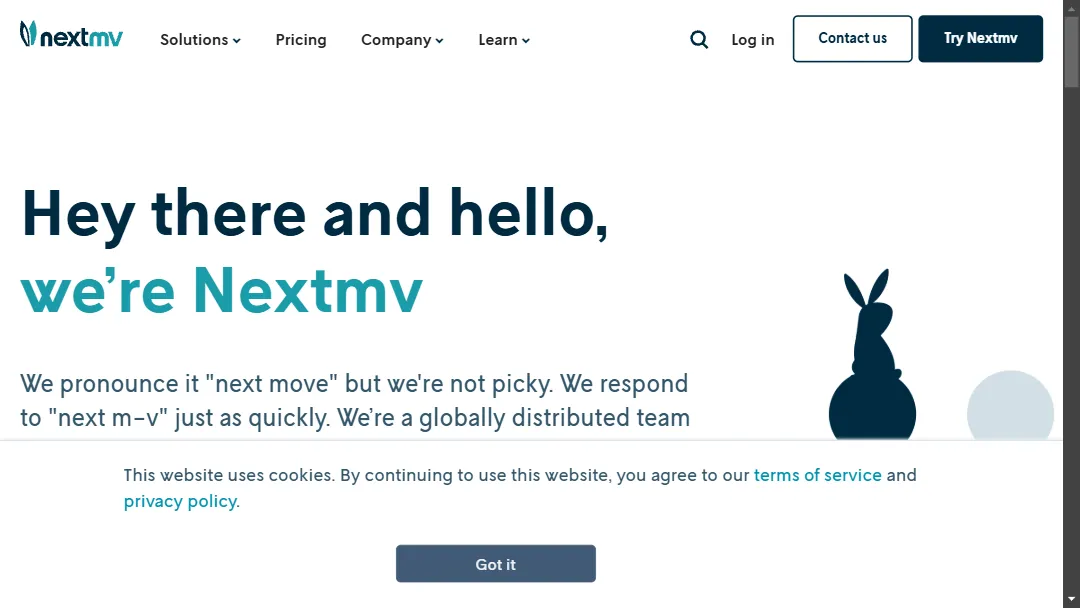 nextmv
Solutions
Pricing
Company
Learn
Log in
Contact us
Try Nextmv
Hey there and hello,
we’re Nextmv
We pronounce it "next move" but we're not picky. We respond
to "next m-v" just as quickly. We’re a globally distributed team
This website uses cookies. By continuing to use this website, you agree to our terms of service and
privacy policy.
Got it